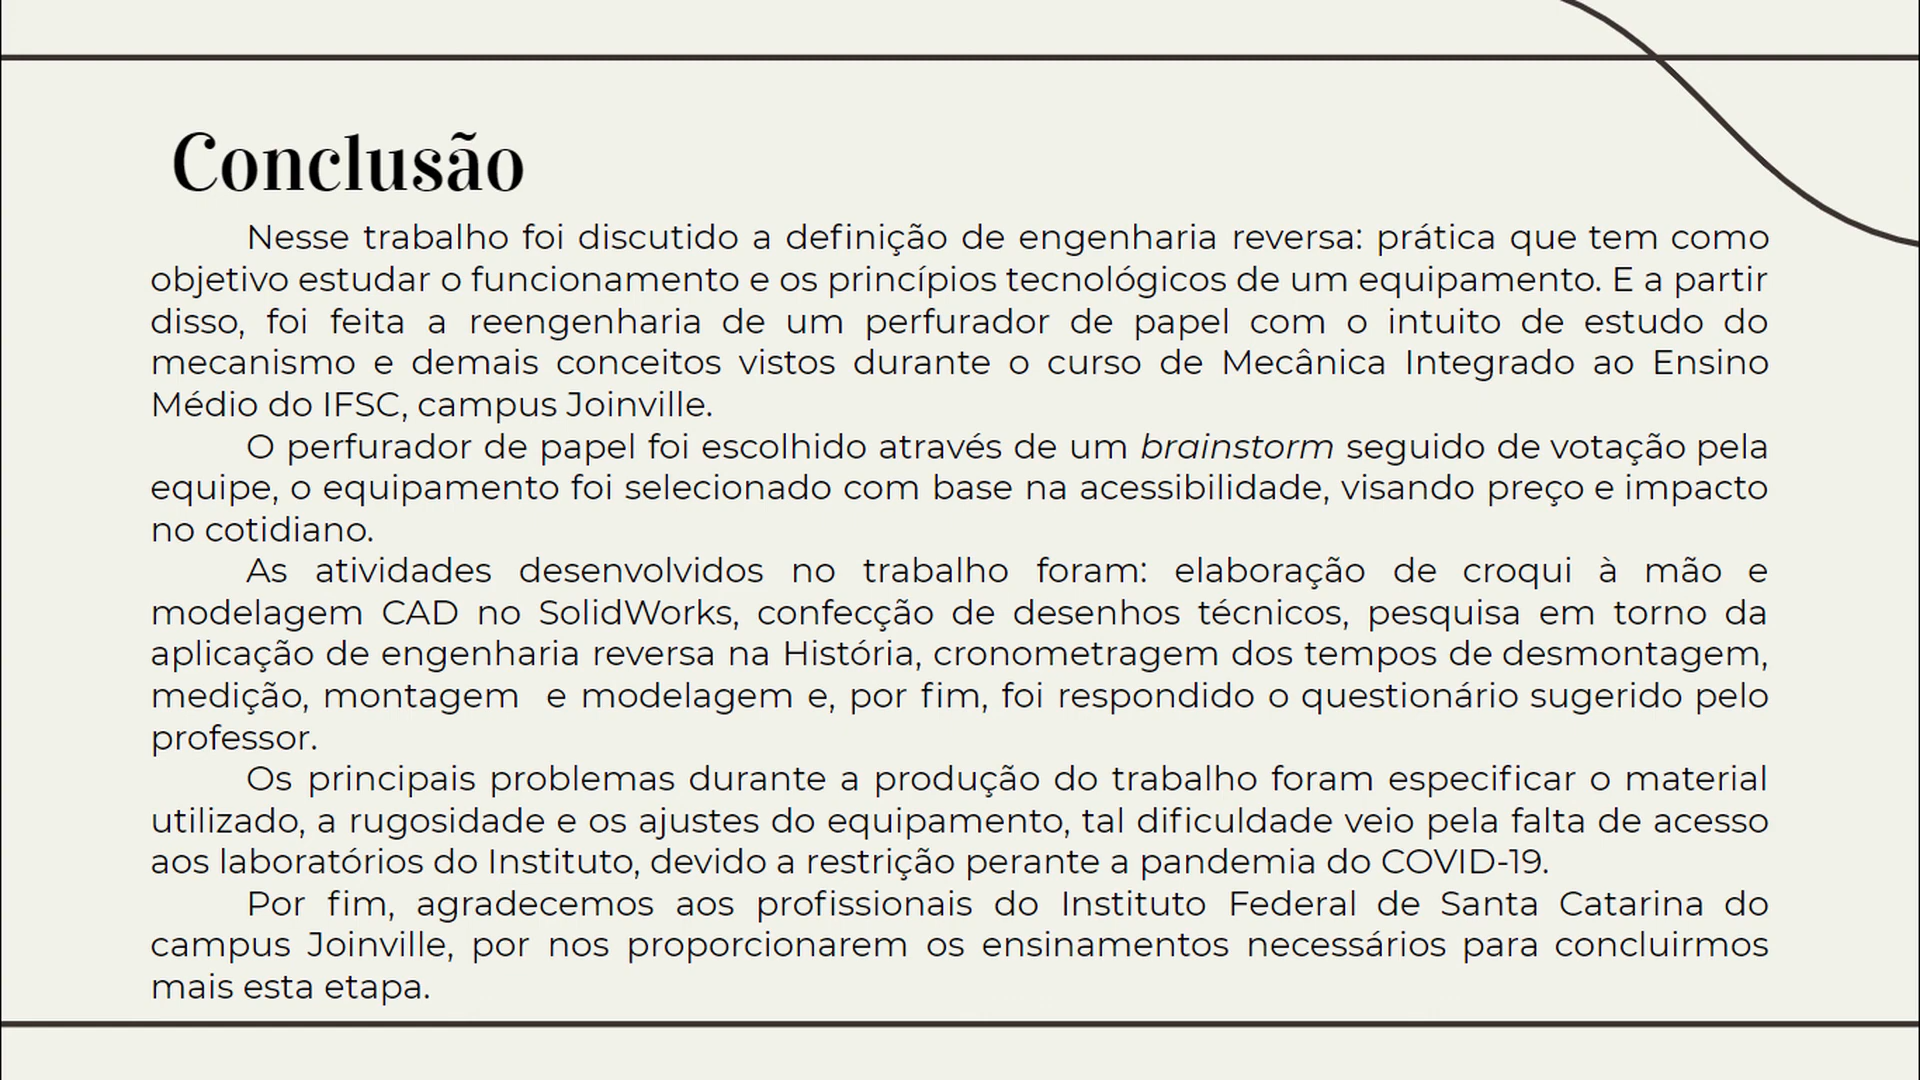 Conclusão
Nesse trabalho foi discutido a definição de engenharia reversa: prática que tem como
objetivo estudar o funcionamento e os princípios tecnológicos de um equipamento. E a partir
disso, foi feita a reengenharia de um perfurador de papel com o intuito de estudo do
mecanismo e demais conceitos vistos durante o curso de Mecânica Integrado ao Ensino
Médio do IFSC, campus Joinville.
O perfurador de papel foi escolhido através de um brainstorm seguido de votação pela
equipe, o equipamento foi selecionado com base na acessibilidade, visando preço e impacto
no cotidiano.
As atividades desenvolvidos no trabalho foram: elaboração de croqui à mão e
modelagem CAD no SolidWorks, confecção de desenhos técnicos, pesquisa em torno da
aplicação de engenharia reversa na História, cronometragem dos tempos de desmontagem,
medição, montagem  e modelagem e, por fim, foi respondido o questionário sugerido pelo
professor.
Os principais problemas durante a produção do trabalho foram especificar o material
utilizado, a rugosidade e os ajustes do equipamento, tal dificuldade veio pela falta de acesso
aos laboratórios do Instituto, devido a restrição perante a pandemia do COVID-19.
Por fim, agradecemos aos profissionais do Instituto Federal de Santa Catarina do
campus Joinville, por nos proporcionarem os ensinamentos necessários para concluirmos
mais esta etapa.